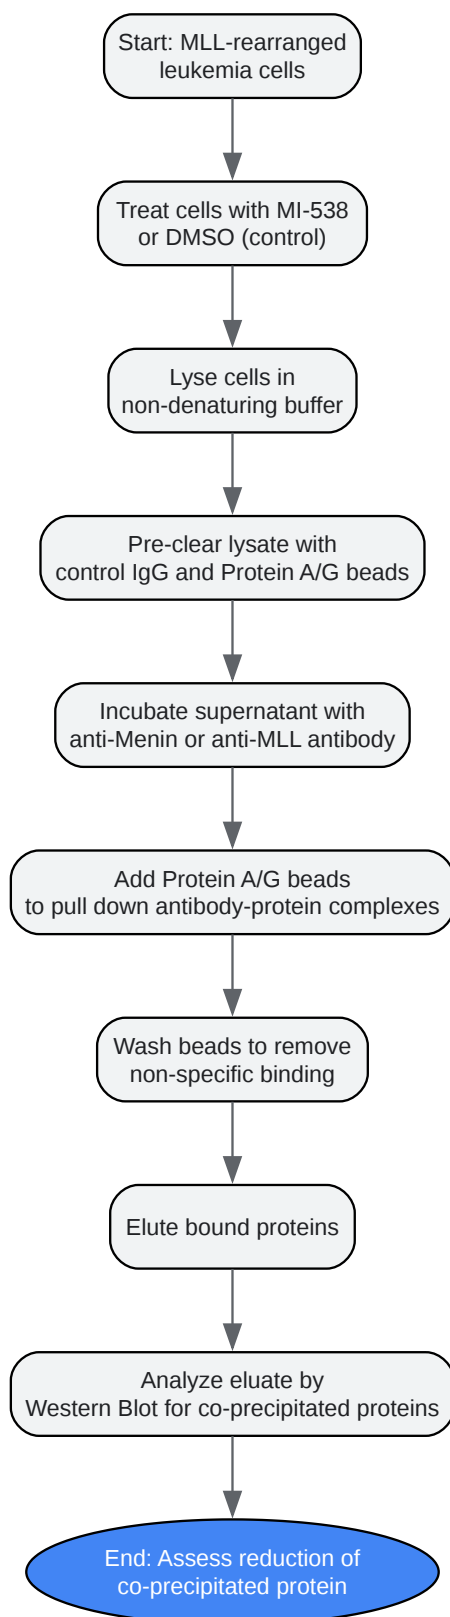 Start: MLL-rearranged
leukemia cells
Treat cells with MI-538
or DMSO (control)
Lyse cells in
non-denaturing buffer
Pre-clear lysate with
control IgG and Protein A/G beads
Incubate supernatant with
anti-Menin or anti-MLL antibody
Add Protein A/G beads
to pull down antibody-protein complexes
Wash beads to remove
non-specific binding
Elute bound proteins
Analyze eluate by
Western Blot for co-precipitated proteins
End: Assess reduction of
co-precipitated protein